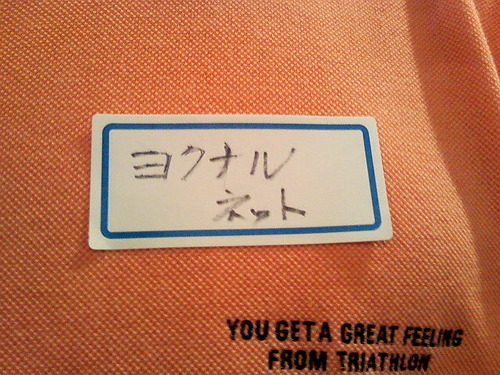 ヨクナル
ネット
YOU GET A GREAT FEELING
FROM TRIATHLON